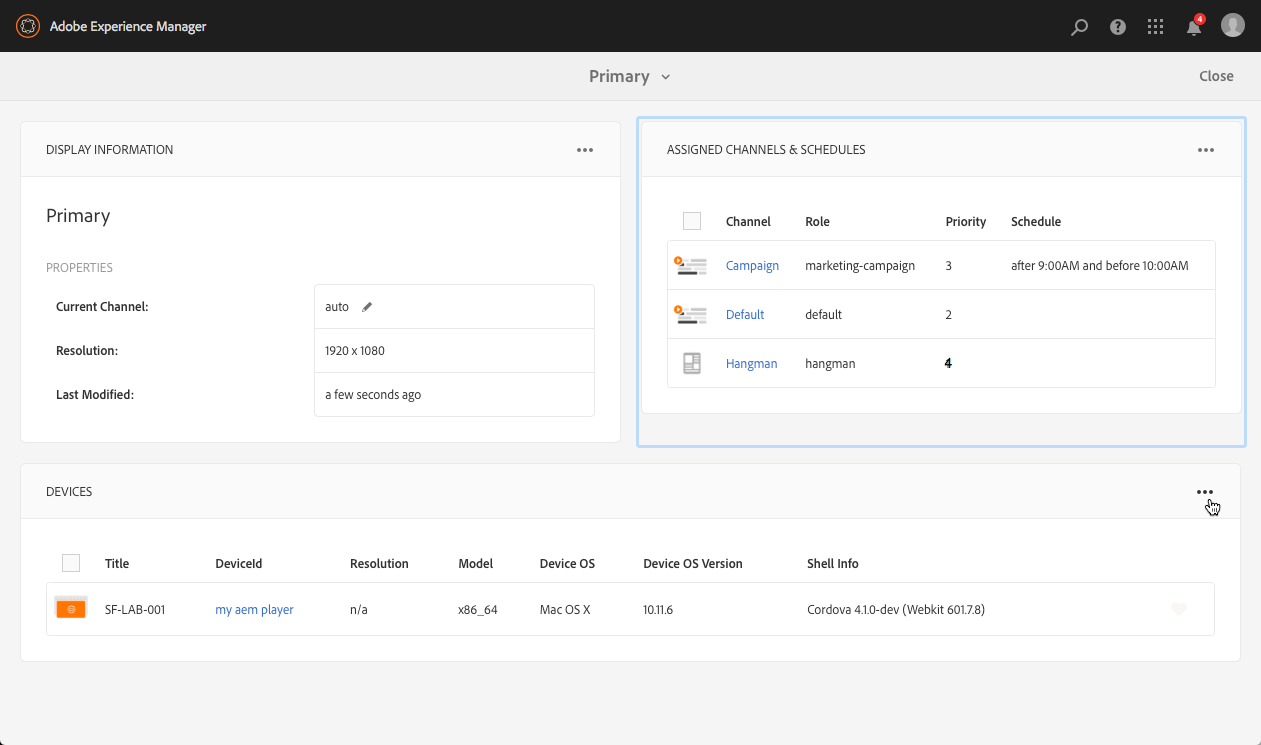 Adobe Experience Manager
4
Primary
Close
DISPLAY INFORMATION
Primary
PROPERTIES
Current Channel: auto
Resolution: 1920 x 1080
Last Modified: a few seconds ago
ASSIGNED CHANNELS & SCHEDULES
Channel Role Priority Schedule
Campaign marketing-campaign 3 after 9:00AM and before 10:00AM
Default default 2
Hangman hangman 4
DEVICES
Title DeviceId Resolution Model Device OS Device OS Version Shell Info
SF-LAB-001 my aem player n/a x86_64 Mac OS X 10.11.6 Cordova 4.1.0-dev (Webkit 601.7.8)